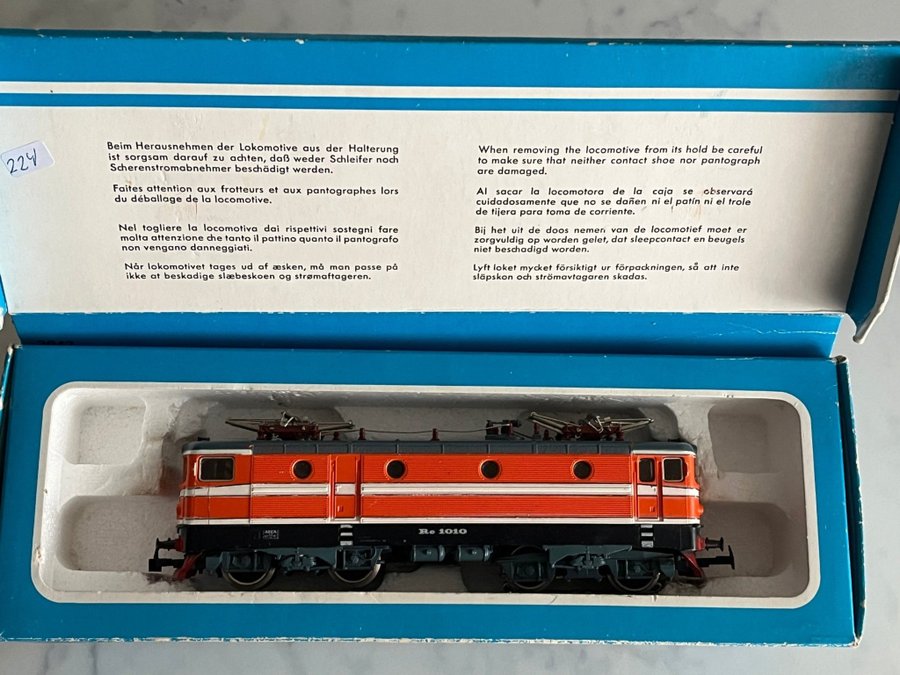 224
Beim Herausnehmen der Lokomotive aus der Halterung
ist sorgsam darauf zu achten, daß weder Schleifer noch
Scherenstromabnehmer beschädigt werden.
Faites attention aux frotteurs et aux pantographes lors
du déballage de la locomotive.
Nel togliere la locomotiva dai rispettivi sostegni fare
molta attenzione che tanto il pattino quanto il pantografo
non vengano danneggiati.
Når lokomotivet tages ud af æsken, må man passe på
ikke at beskadige slæbeskoen og strømaftageren.
When removing the locomotive from its hold be careful
to make sure that neither contact shoe nor pantograph
are damaged.
Al sacar la locomotora de la caja se observará
cuidadosamente que no se dañen ni el patín ni el trole
de tijera para toma de corriente.
Bij het uit de doos nemen van de locomotief moet er
zorgvuldig op worden gelet, dat sleepcontact en beugels
niet beschadigd worden.
Lyft loket mycket försiktigt ur förpackningen, så att inte
släpskon och strömavtagaren skadas.
Rc 1010